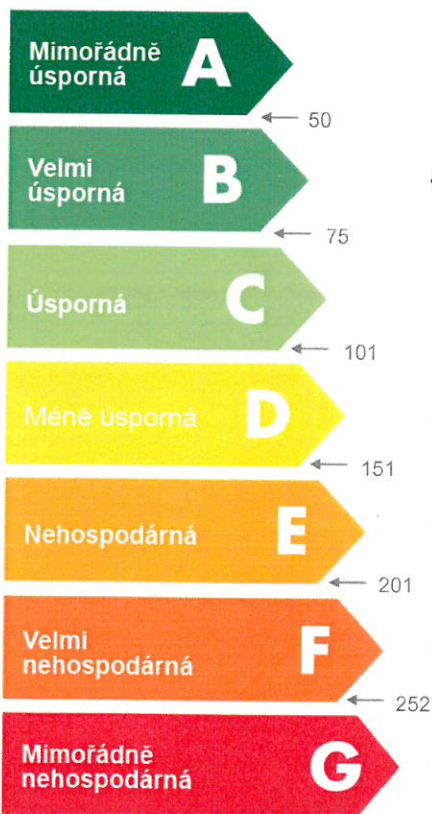 Mimořádně
úsporná
A
50
Velmi
úsporná
B
75
Úsporná
C
101
Méně úsporná
D
151
Nehospodárná
E
201
Velmi
nehospodárná
F
252
Mimořádně
nehospodárná
G